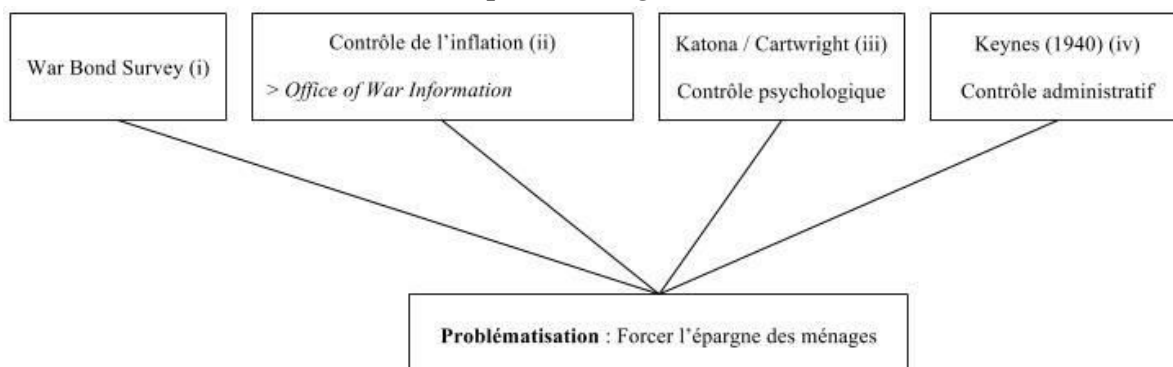 War Bond Survey (i)
Contrôle de l'inflation (ii)
> Office of War Information
Katona / Cartwright (iii)
Contrôle psychologique
Keynes (1940) (iv)
Contrôle administratif
Problématisation : Forcer l'épargne des ménages